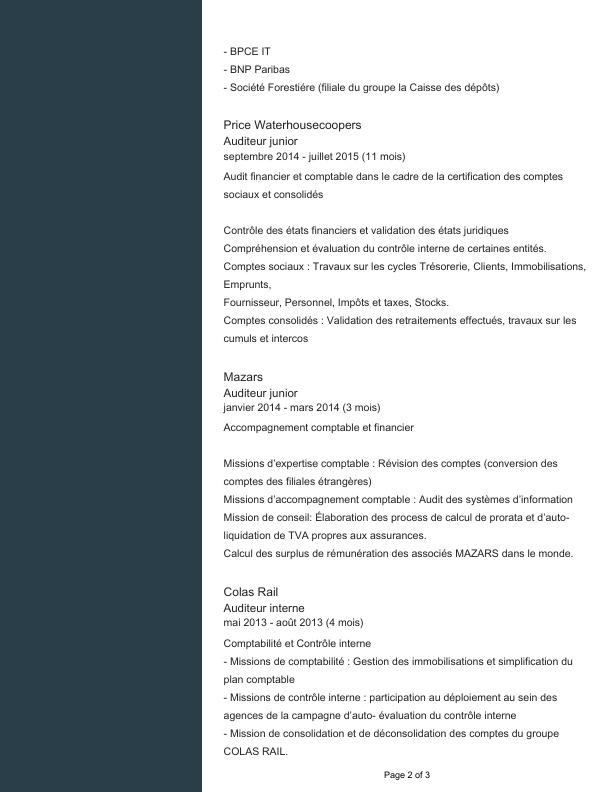 - BPCE IT
- BNP Paribas
- Société Forestiére (filiale du groupe la Caisse des dépôts)
Price Waterhousecoopers
Auditeur junior
septembre 2014 - juillet 2015 (11 mois)
Audit financier et comptable dans le cadre de la certification des comptes
sociaux et consolidés
Contrôle des états financiers et validation des états juridiques
Compréhension et évaluation du contrôle interne de certaines entités.
Comptes sociaux : Travaux sur les cycles Trésorerie, Clients, Immobilisations,
Emprunts,
Fournisseur, Personnel, Impôts et taxes, Stocks.
Comptes consolidés : Validation des retraitements effectués, travaux sur les
cumuls et intercos
Mazars
Auditeur junior
janvier 2014 - mars 2014 (3 mois)
Accompagnement comptable et financier
Missions d’expertise comptable : Révision des comptes (conversion des
comptes des filiales étrangères)
Missions d’accompagnement comptable : Audit des systèmes d’information
Mission de conseil: Élaboration des process de calcul de prorata et d’auto-
liquidation de TVA propres aux assurances.
Calcul des surplus de rémunération des associés MAZARS dans le monde.
Colas Rail
Auditeur interne
mai 2013 - août 2013 (4 mois)
Comptabilité et Contrôle interne
- Missions de comptabilité : Gestion des immobilisations et simplification du
plan comptable
- Missions de contrôle interne : participation au déploiement au sein des
agences de la campagne d’auto- évaluation du contrôle interne
- Mission de consolidation et de déconsolidation des comptes du groupe
COLAS RAIL.
Page 2 of 3